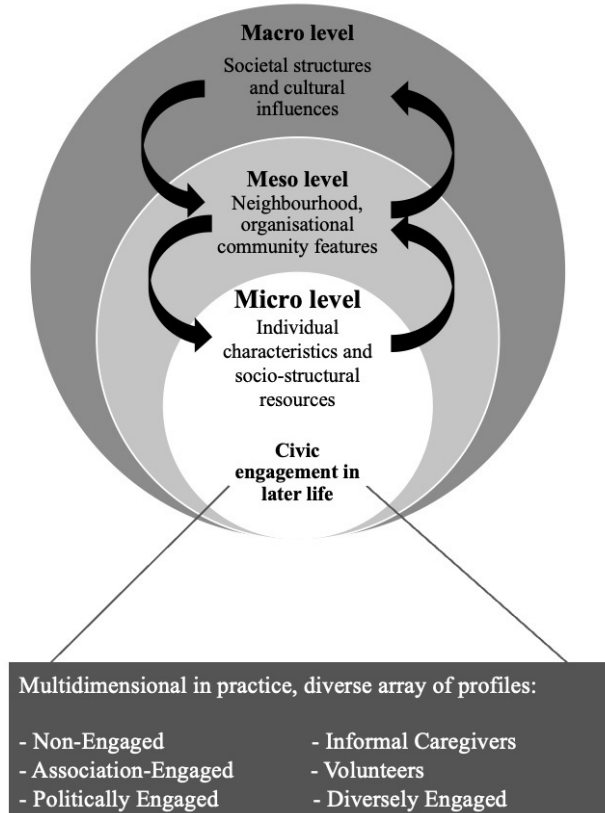 Macro level
Societal structures
and cultural
influences
Meso level
Neighbourhood,
organisational
community features
Micro level
Individual
characteristics and
socio-structural
resources
Civic
engagement in
later life
Multidimensional in practice, diverse array of profiles:
- Non-Engaged
- Association-Engaged
- Politically Engaged
- Informal Caregivers
- Volunteers
- Diversely Engaged